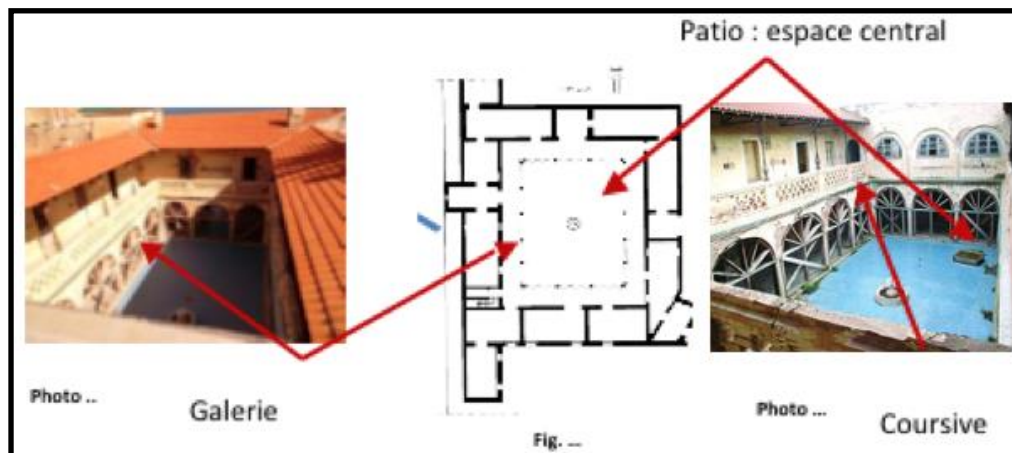 Patio : espace central
Photo ..
Galerie
Fig. ...
Photo ...
Coursive